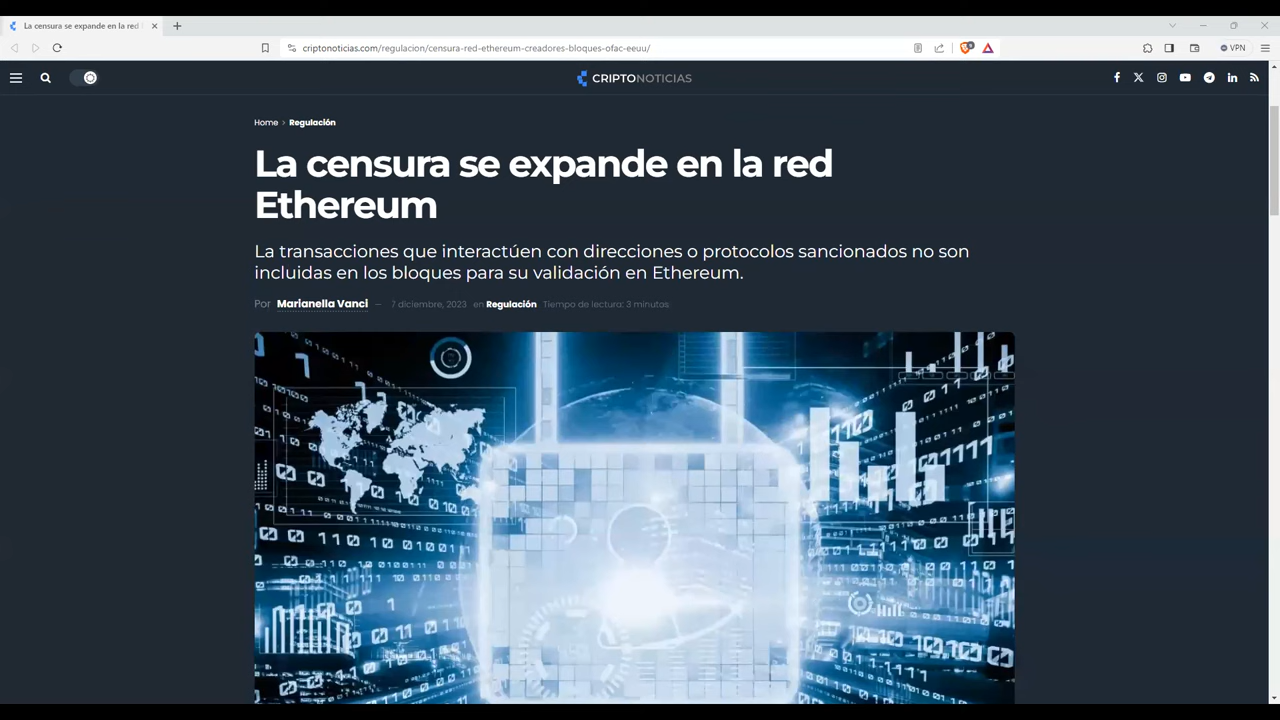 La censura se expande en la red
criptonoticias.com/regulacion/censura-red-ethereum-creadores-bloques-ofac-eeuu/
VPN
CRIPTONOTICIAS
Home > Regulación
La censura se expande en la red
Ethereum
La transacciones que interactúen con direcciones o protocolos sancionados no son
incluidas en los bloques para su validación en Ethereum.
Por Marianella Vanci — 7 diciembre, 2023 en Regulación Tiempo de lectura: 3 minutas